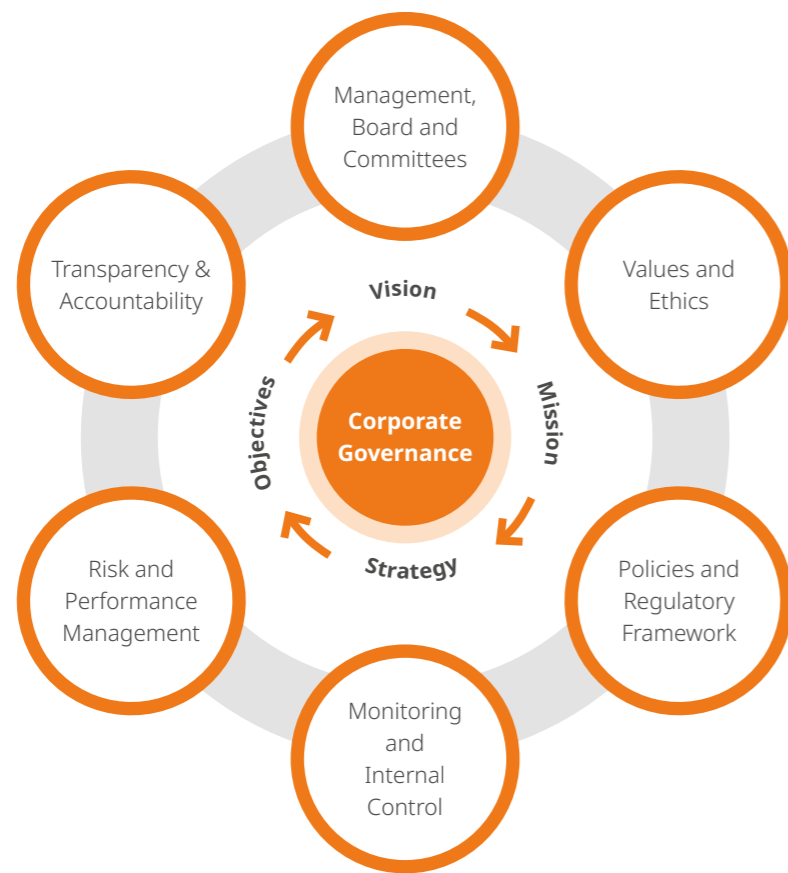 Management,
Board and
Committees
Values and
Ethics
Policies and
Regulatory
Framework
Monitoring
and
Internal
Control
Risk and
Performance
Management
Transparency &
Accountability
Vision
Mission
Strategy
Objectives
Corporate
Governance